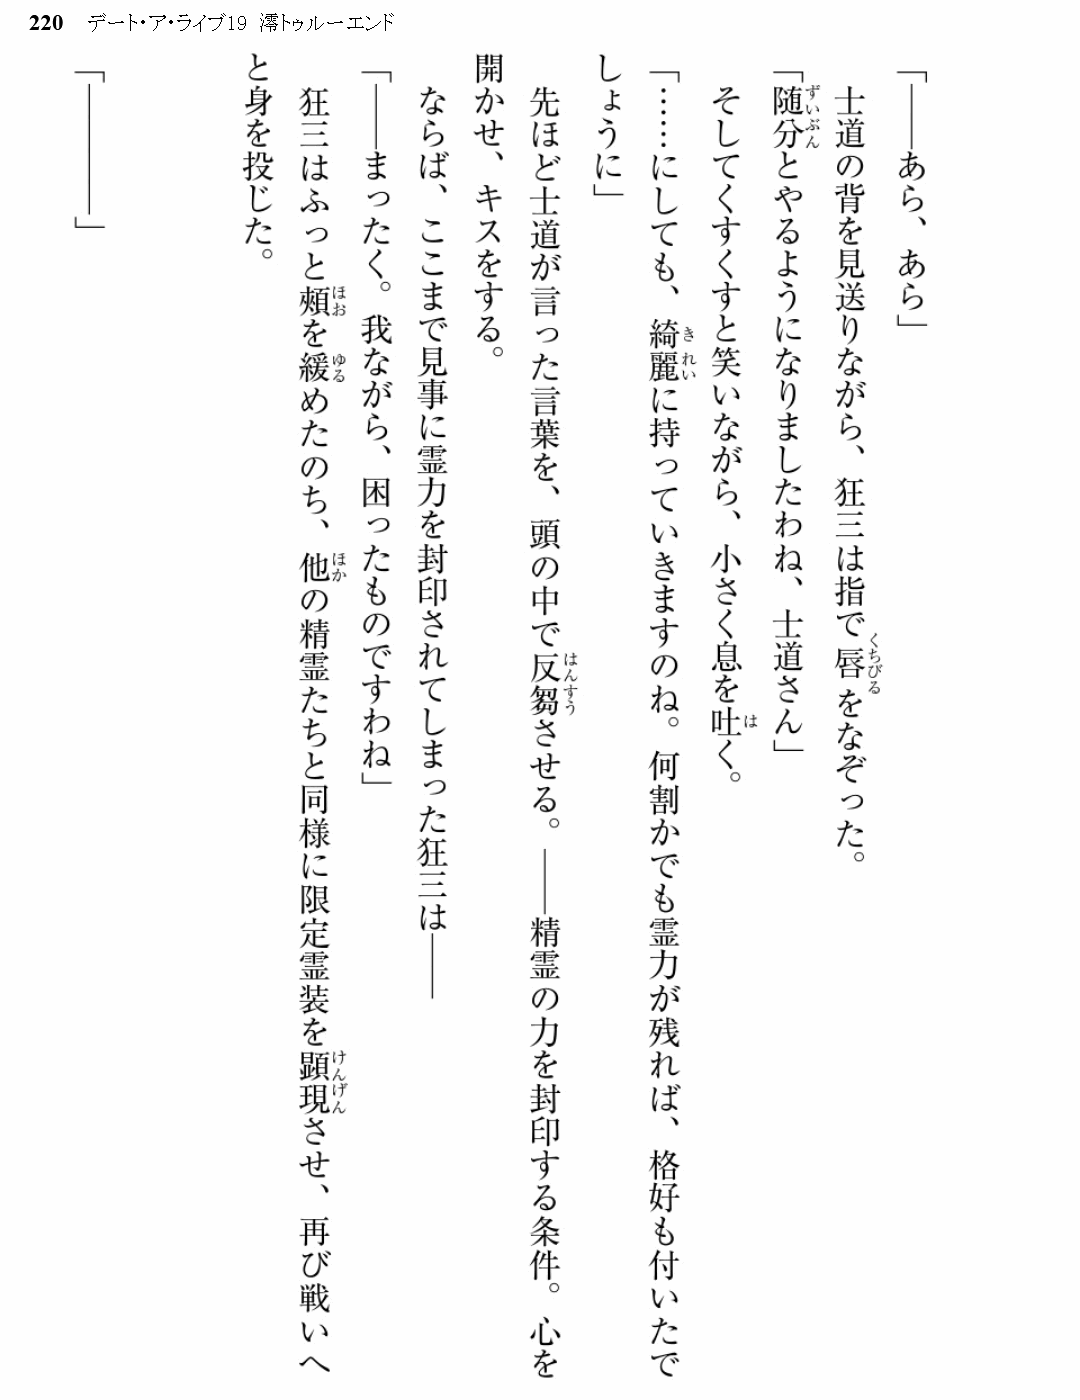 220 デート・ア・ライブ19 澪トゥルーエンド
「――あら、あら」
士道の背を見送りながら、狂三は指で唇をなぞった。
「随分とやるようになりましたわね、士道さん」
そしてくすくすと笑いながら、小さく息を吐く。
「……にしても、綺麗に持っていきますのね。何割かでも霊力が残れば、格好も付いたで
しょうに」
先ほど士道が言った言葉を、頭の中で反芻させる。――精霊の力を封印する条件。心を
開かせ、キスをする。
ならば、ここまで見事に霊力を封印されてしまった狂三は――
「――まったく。我ながら、困ったものですわね」
狂三はふっと頰を緩めたのち、他の精霊たちと同様に限定霊装を顕現させ、再び戦いへ
と身を投じた。
「――――」